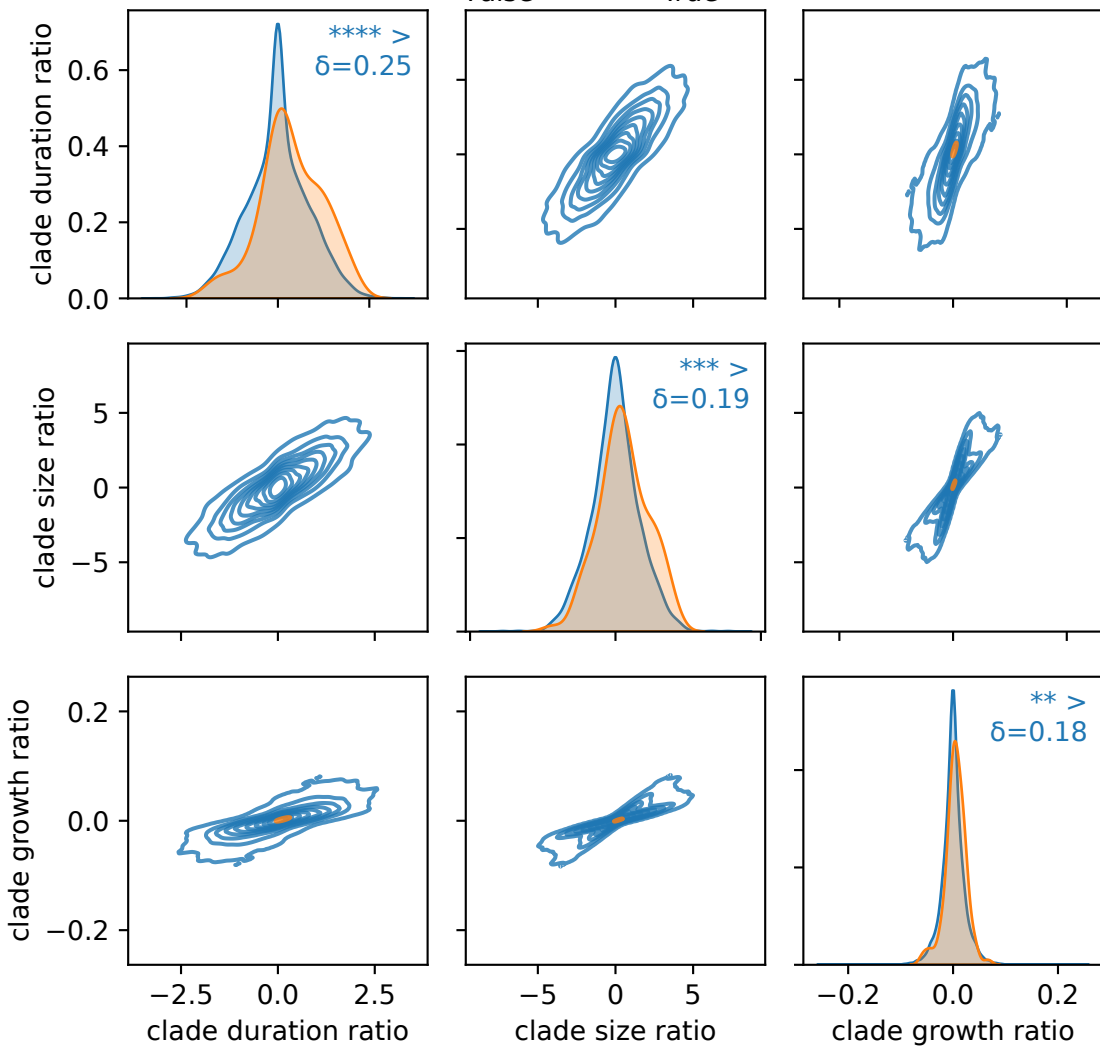 clade duration ratio
0.6
0.4
0.2
0.0
**** >
δ=0.25
clade size ratio
5
0
−5
*** >
δ=0.19
clade growth ratio
0.2
0.0
−0.2
** >
δ=0.18
−2.5 0.0 2.5
−5 0 5
−0.2 0.0 0.2
clade duration ratio
clade size ratio
clade growth ratio